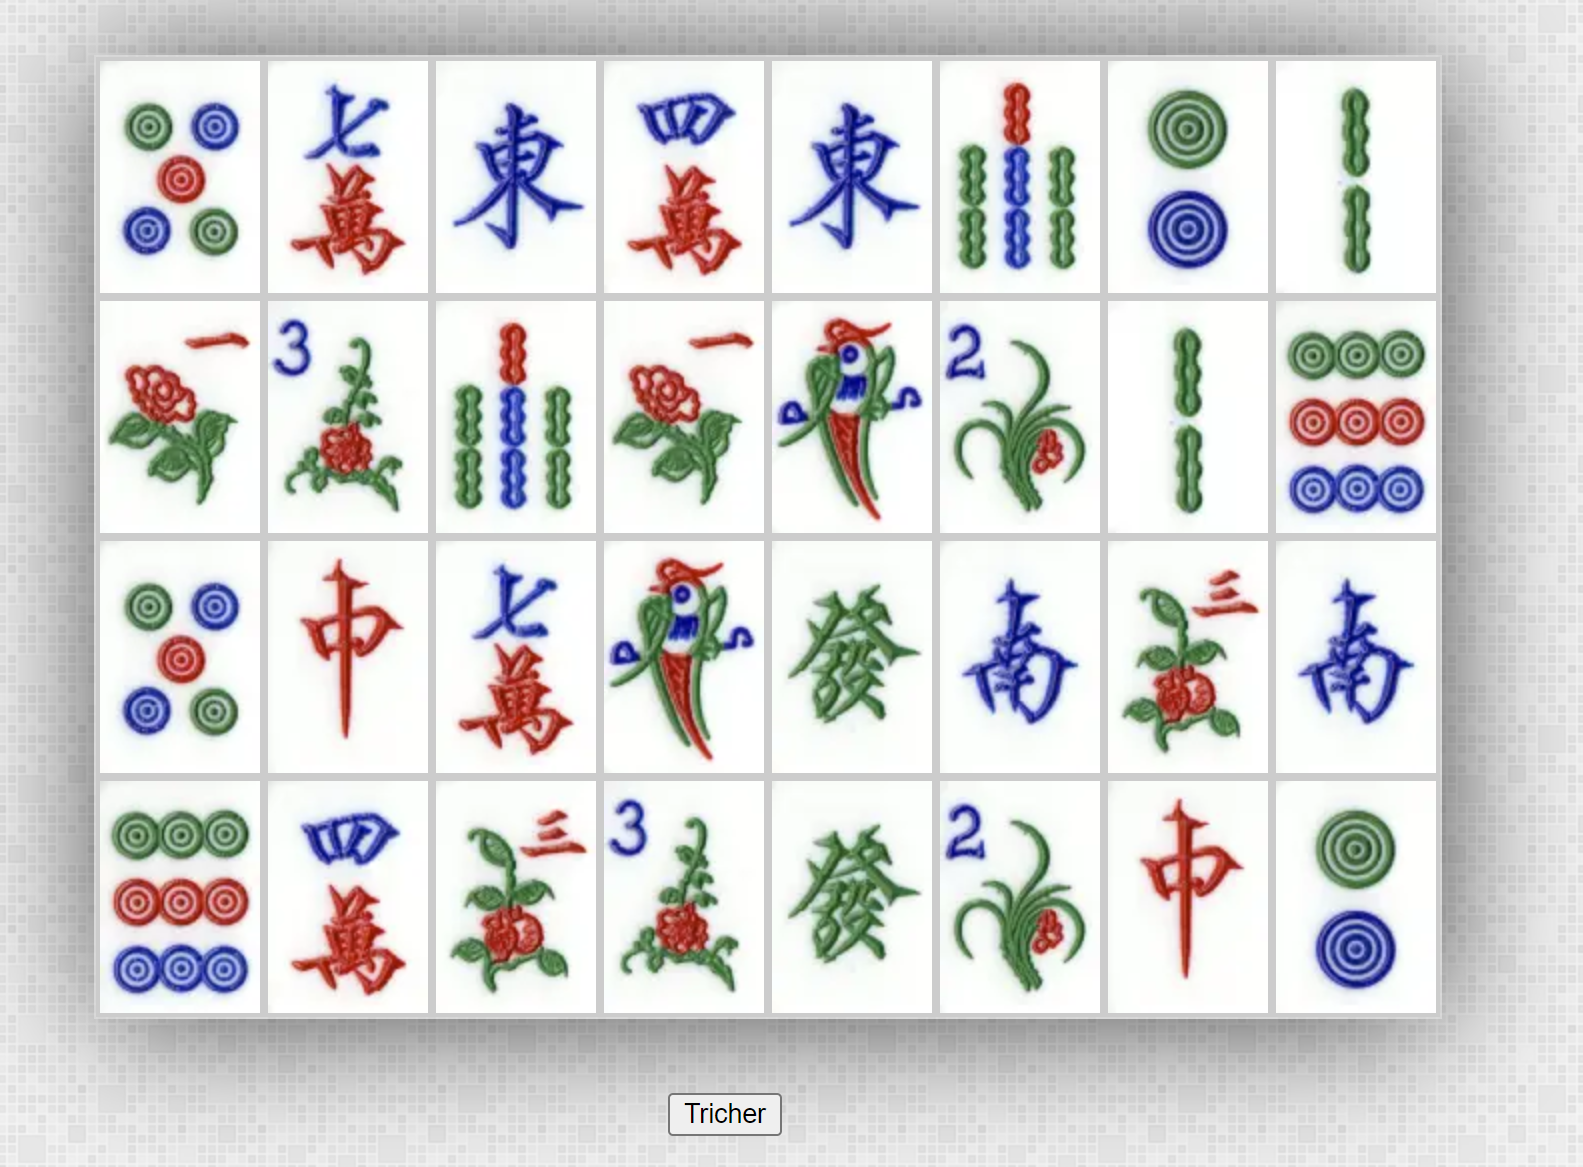 七萬 東 四萬 東
一 3 一 2
中 七萬 發 南 三 南
四萬 三 3 發 2 中
Tricher